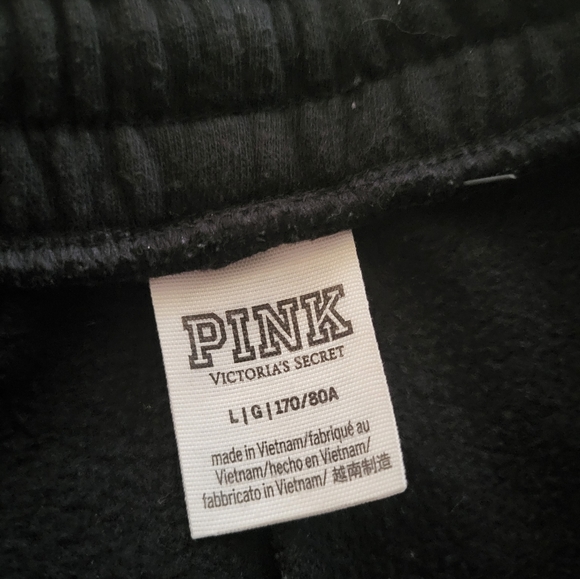 PINK
VICTORIA'S SECRET
L|G|170/80A
made in Vietnam/fabriqué au
Vietnam/hecho en Vietnam/
fabbricato in Vietnam/ 越南制造